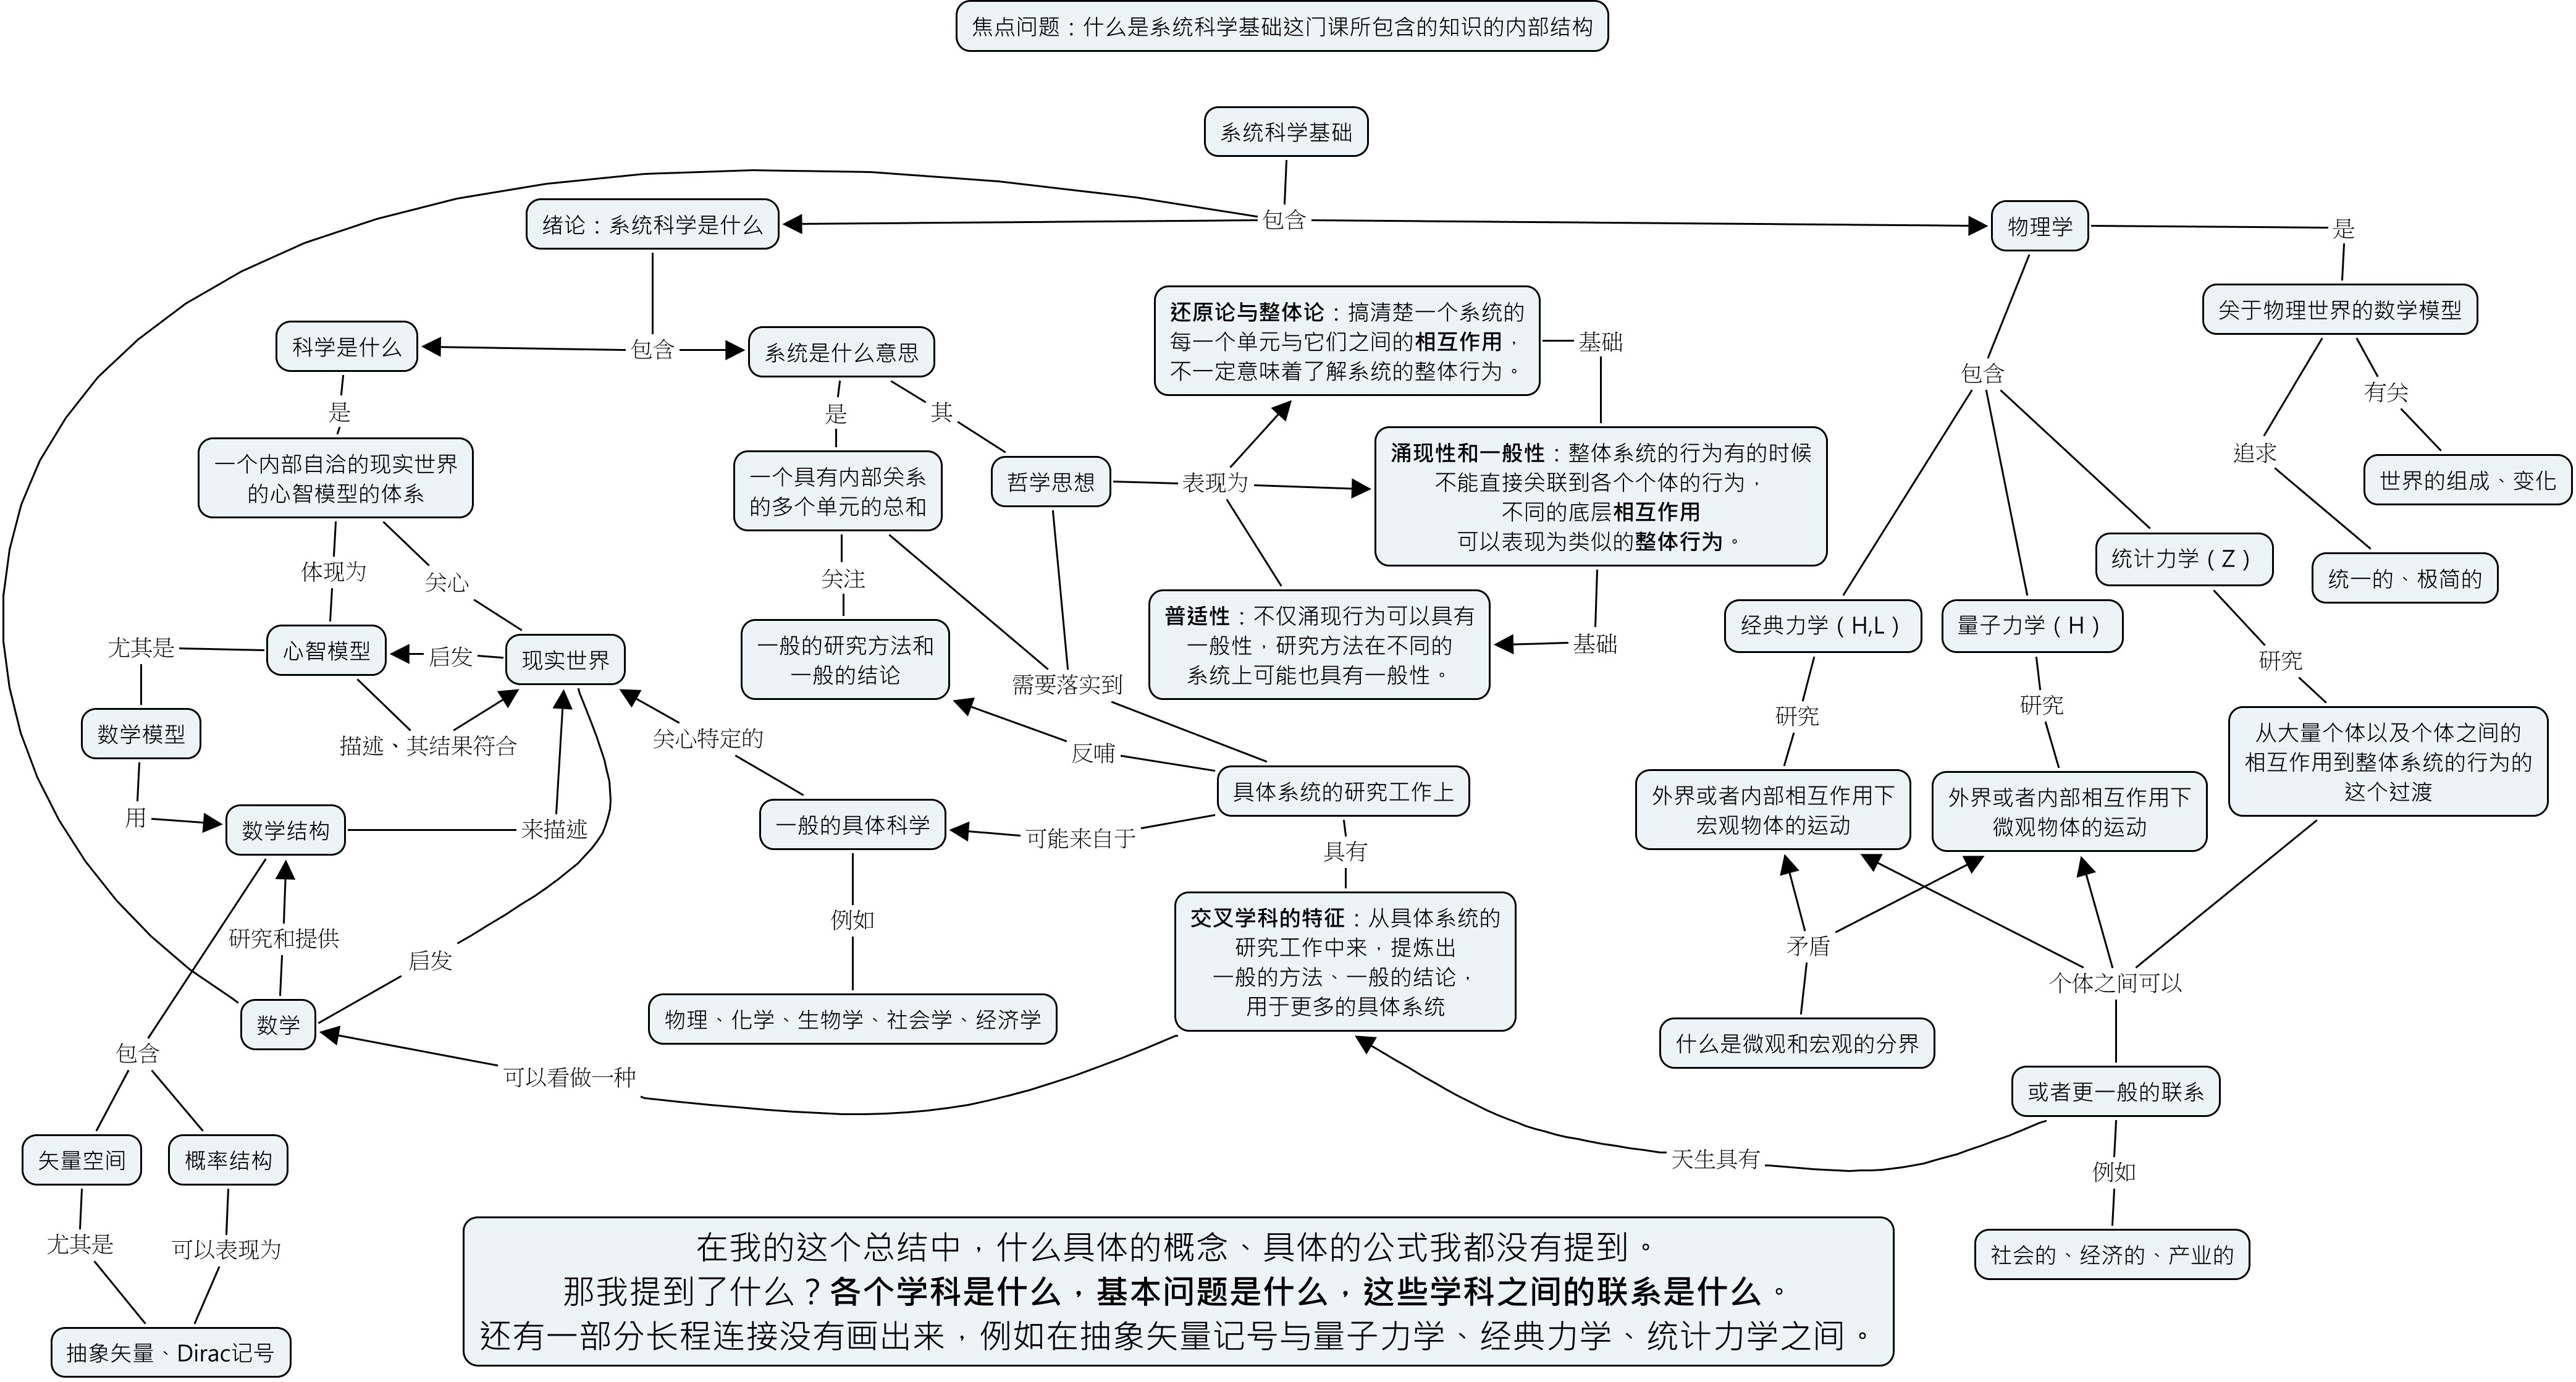 焦点问题：什么是系统科学基础这门课所包含的知识的内部结构
系统科学基础
包含
绪论：系统科学是什么
物理学
是
关于物理世界的数学模型
有关
世界的组成、变化
追求
统一的、极简的
包含
科学是什么
系统是什么意思
是
一个内部自洽的现实世界
的心智模型的体系
体现为
关心
心智模型
启发
现实世界
尤其是
描述、其结果符合
数学模型
用
数学结构
来描述
研究和提供
启发
数学
包含
矢量空间
概率结构
尤其是
可以表现为
抽象矢量、Dirac记号
是
其
一个具有内部关系
的多个单元的总和
哲学思想
关注
一般的研究方法和
一般的结论
表现为
还原论与整体论：搞清楚一个系统的
每一个单元与它们之间的相互作用，
不一定意味着了解系统的整体行为。
基础
涌现性和一般性：整体系统的行为有的时候
不能直接关联到各个个体的行为，
不同的底层相互作用
可以表现为类似的整体行为。
基础
普适性：不仅涌现行为可以具有
一般性，研究方法在不同的
系统上可能也具有一般性。
需要落实到
反哺
具体系统的研究工作上
关心特定的
一般的具体科学
可能来自于
例如
物理、化学、生物学、社会学、经济学
具有
交叉学科的特征：从具体系统的
研究工作中来，提炼出
一般的方法、一般的结论，
用于更多的具体系统
可以看做一种
包含
经典力学（H,L）
量子力学（H）
统计力学（Z）
研究
研究
研究
外界或者内部相互作用下
宏观物体的运动
外界或者内部相互作用下
微观物体的运动
从大量个体以及个体之间的
相互作用到整体系统的行为的
这个过渡
矛盾
什么是微观和宏观的分界
个体之间可以
或者更一般的联系
天生具有
例如
社会的、经济的、产业的
在我的这个总结中，什么具体的概念、具体的公式我都没有提到。
那我提到了什么？各个学科是什么，基本问题是什么，这些学科之间的联系是什么。
还有一部分长程连接没有画出来，例如在抽象矢量记号与量子力学、经典力学、统计力学之间。